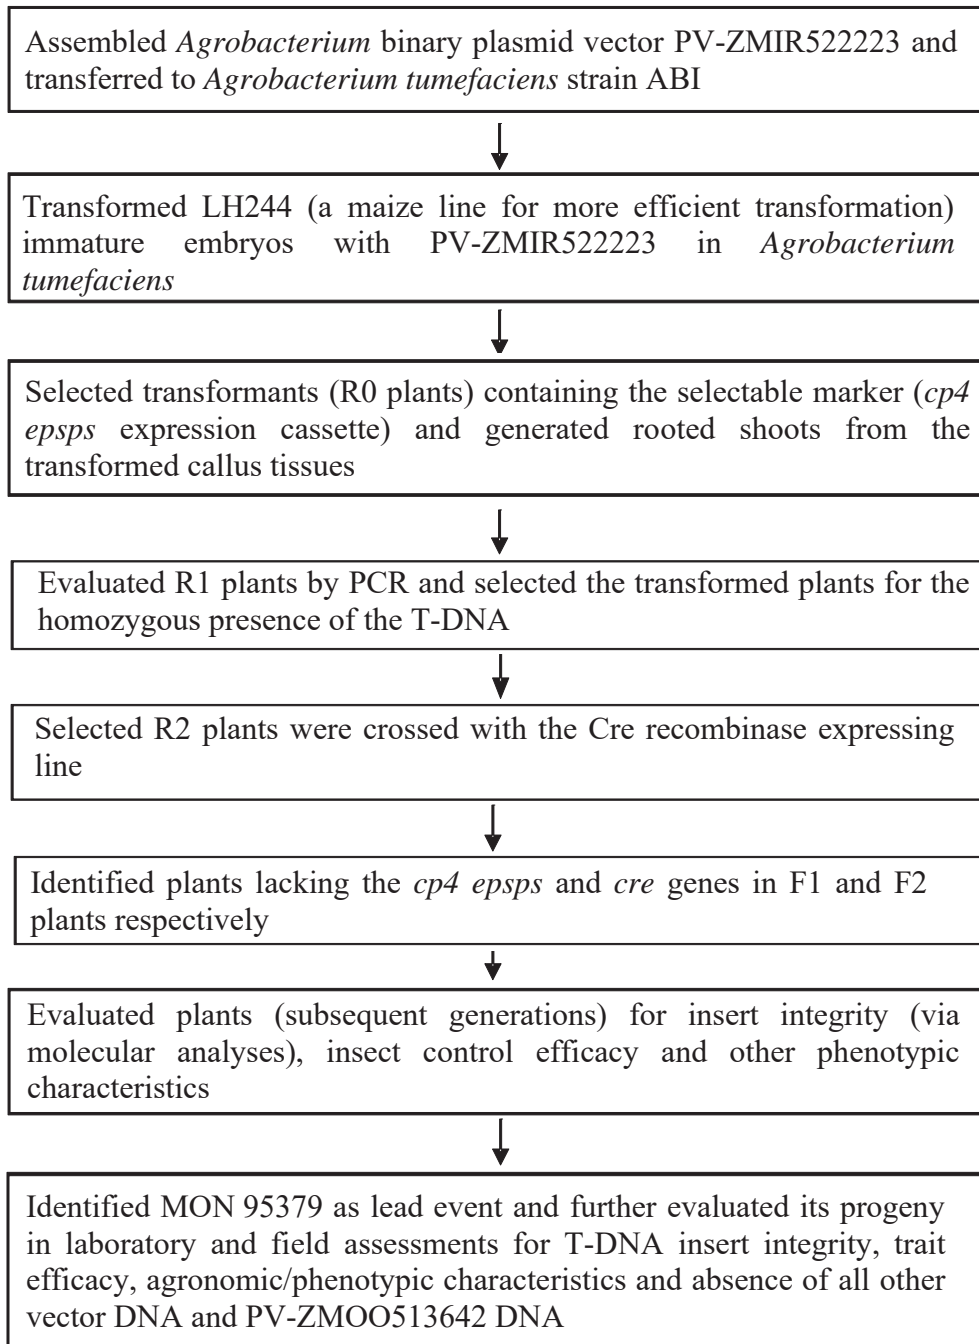 Assembled Agrobacterium binary plasmid vector PV-ZMIR522223 and
transferred to Agrobacterium tumefaciens strain ABI
Transformed LH244 (a maize line for more efficient transformation)
immature embryos with PV-ZMIR522223 in Agrobacterium
tumefaciens
Selected transformants (R0 plants) containing the selectable marker (cp4
epsps expression cassette) and generated rooted shoots from the
transformed callus tissues
Evaluated R1 plants by PCR and selected the transformed plants for the
homozygous presence of the T-DNA
Selected R2 plants were crossed with the Cre recombinase expressing
line
Identified plants lacking the cp4 epsps and cre genes in F1 and F2
plants respectively
Evaluated plants (subsequent generations) for insert integrity (via
molecular analyses), insect control efficacy and other phenotypic
characteristics
Identified MON 95379 as lead event and further evaluated its progeny
in laboratory and field assessments for T-DNA insert integrity, trait
efficacy, agronomic/phenotypic characteristics and absence of all other
vector DNA and PV-ZMOO513642 DNA